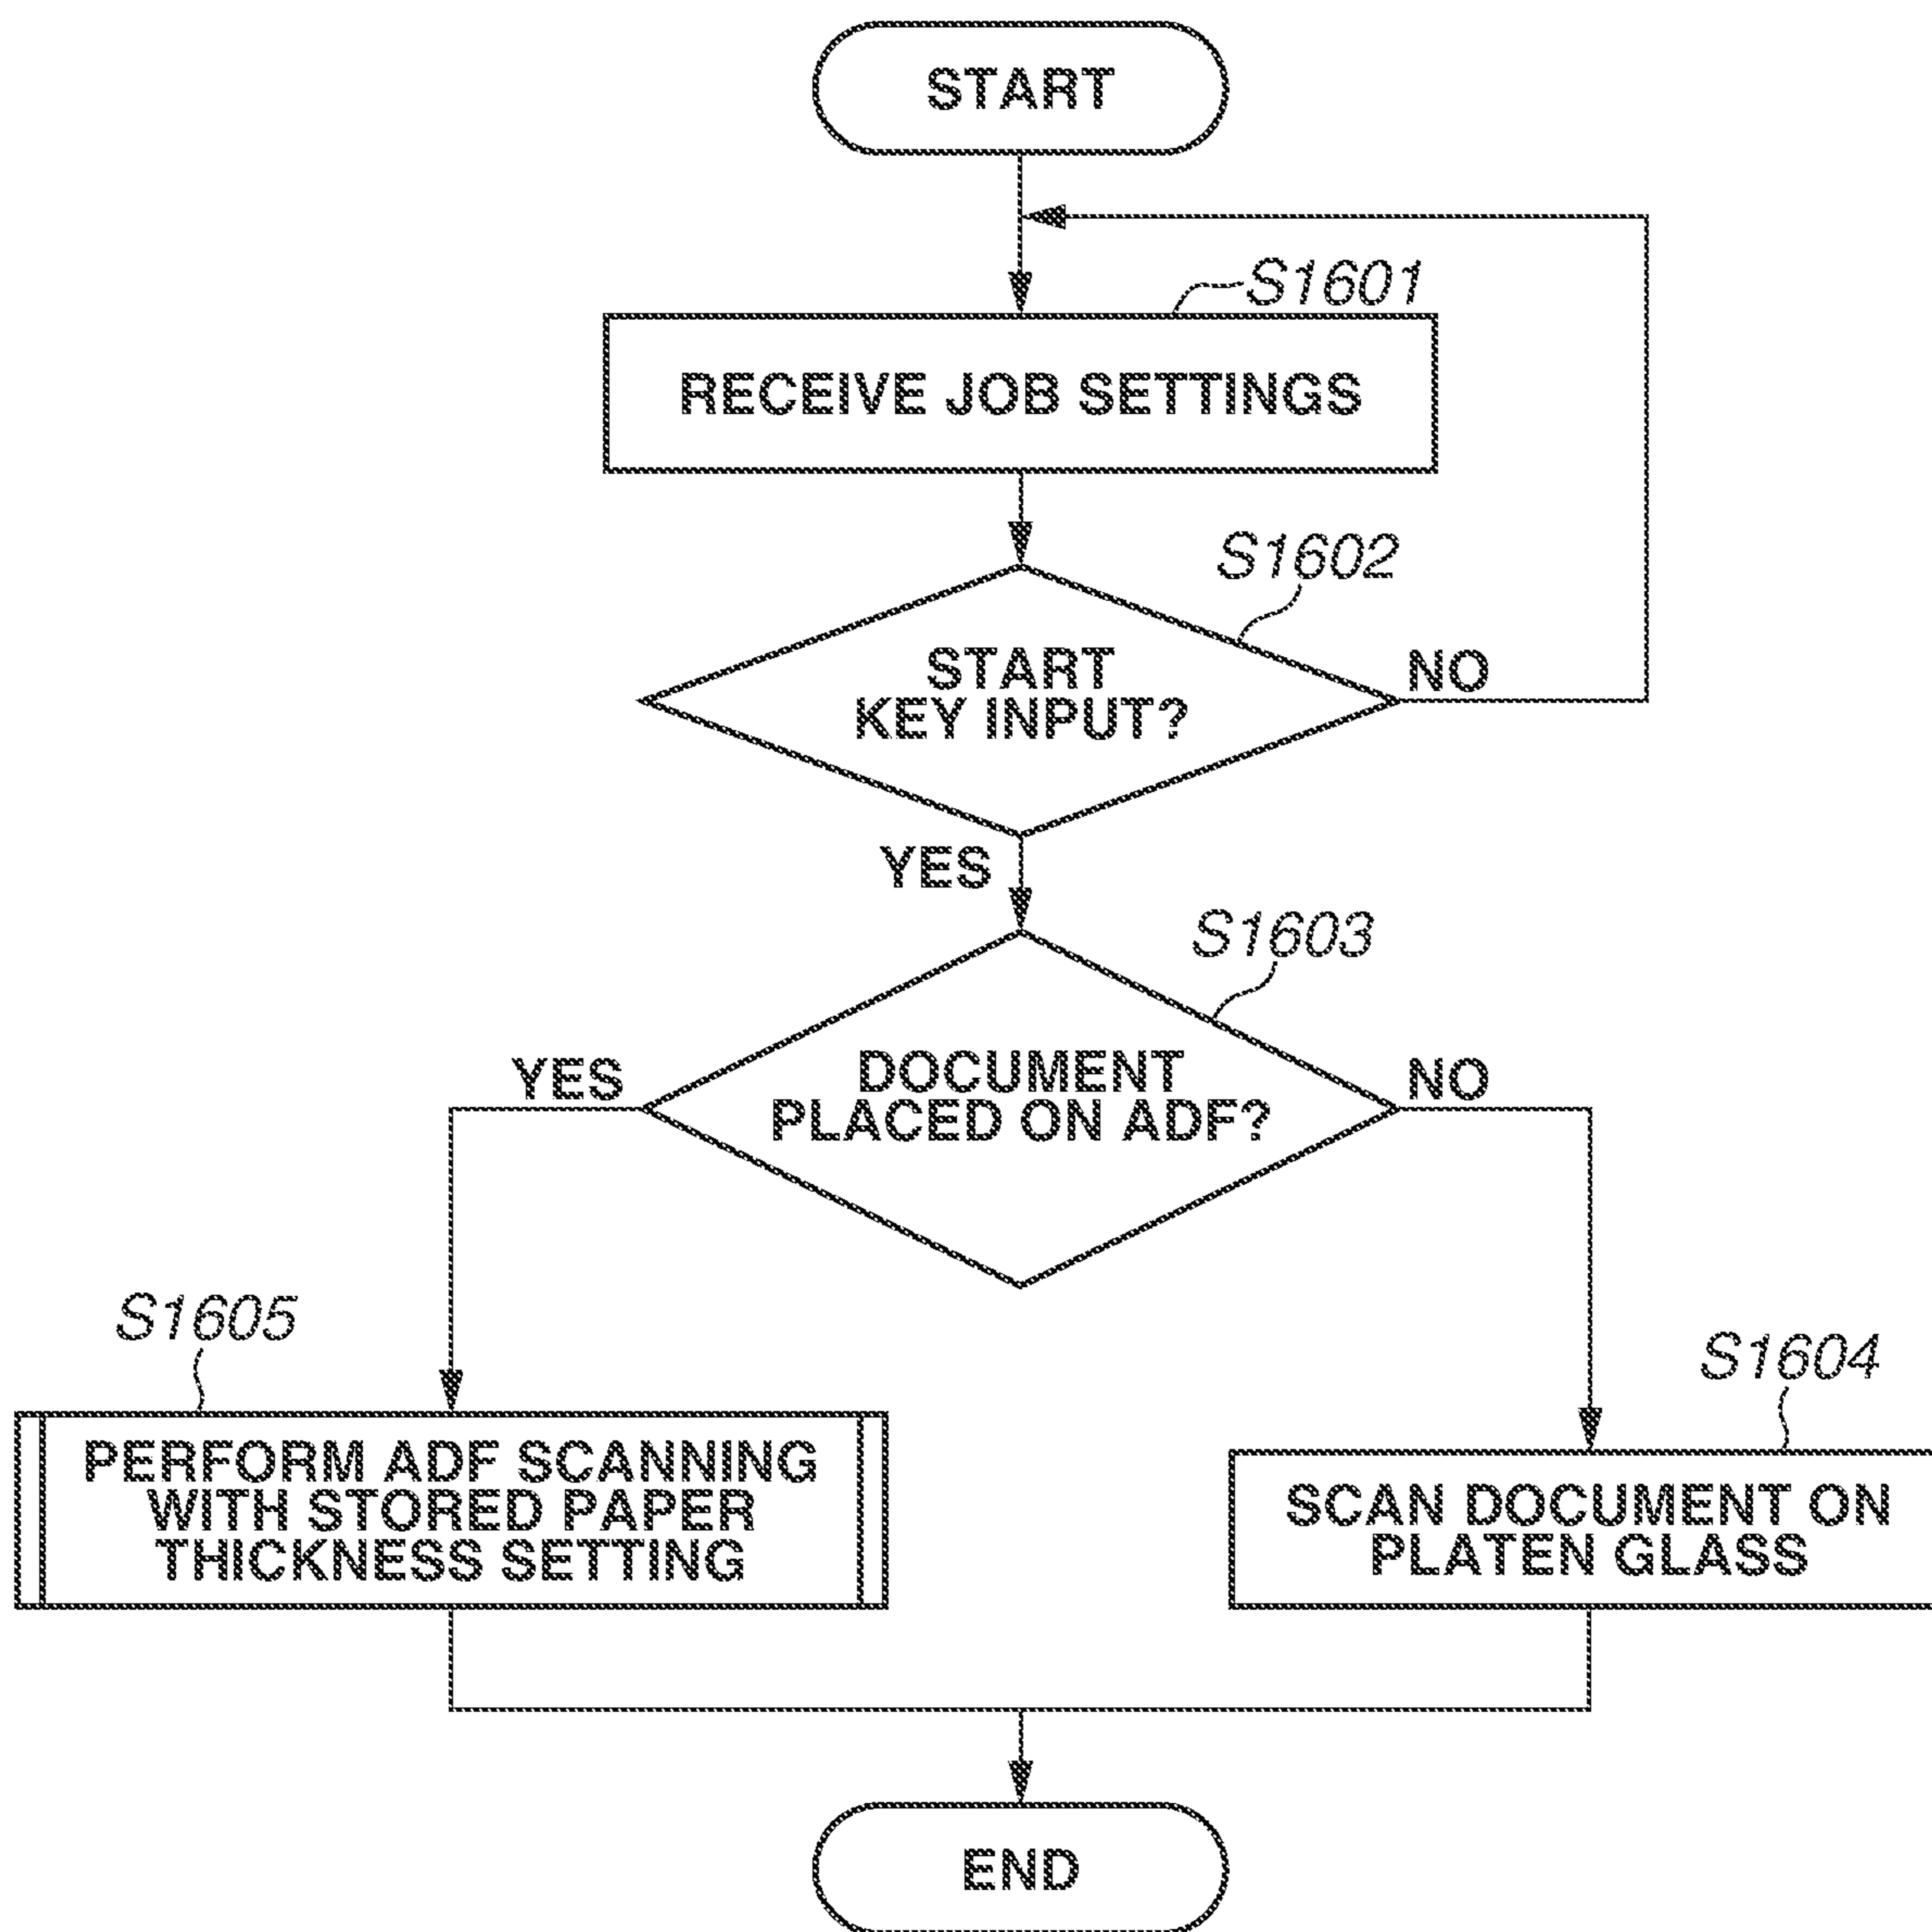 START
S1601
RECEIVE JOB SETTINGS
S1602
START
KEY INPUT?
NO
YES
S1603
DOCUMENT
PLACED ON ADF?
YES
NO
S1605
PERFORM ADF SCANNING
WITH STORED PAPER
THICKNESS SETTING
S1604
SCAN DOCUMENT ON
PLATEN GLASS
END